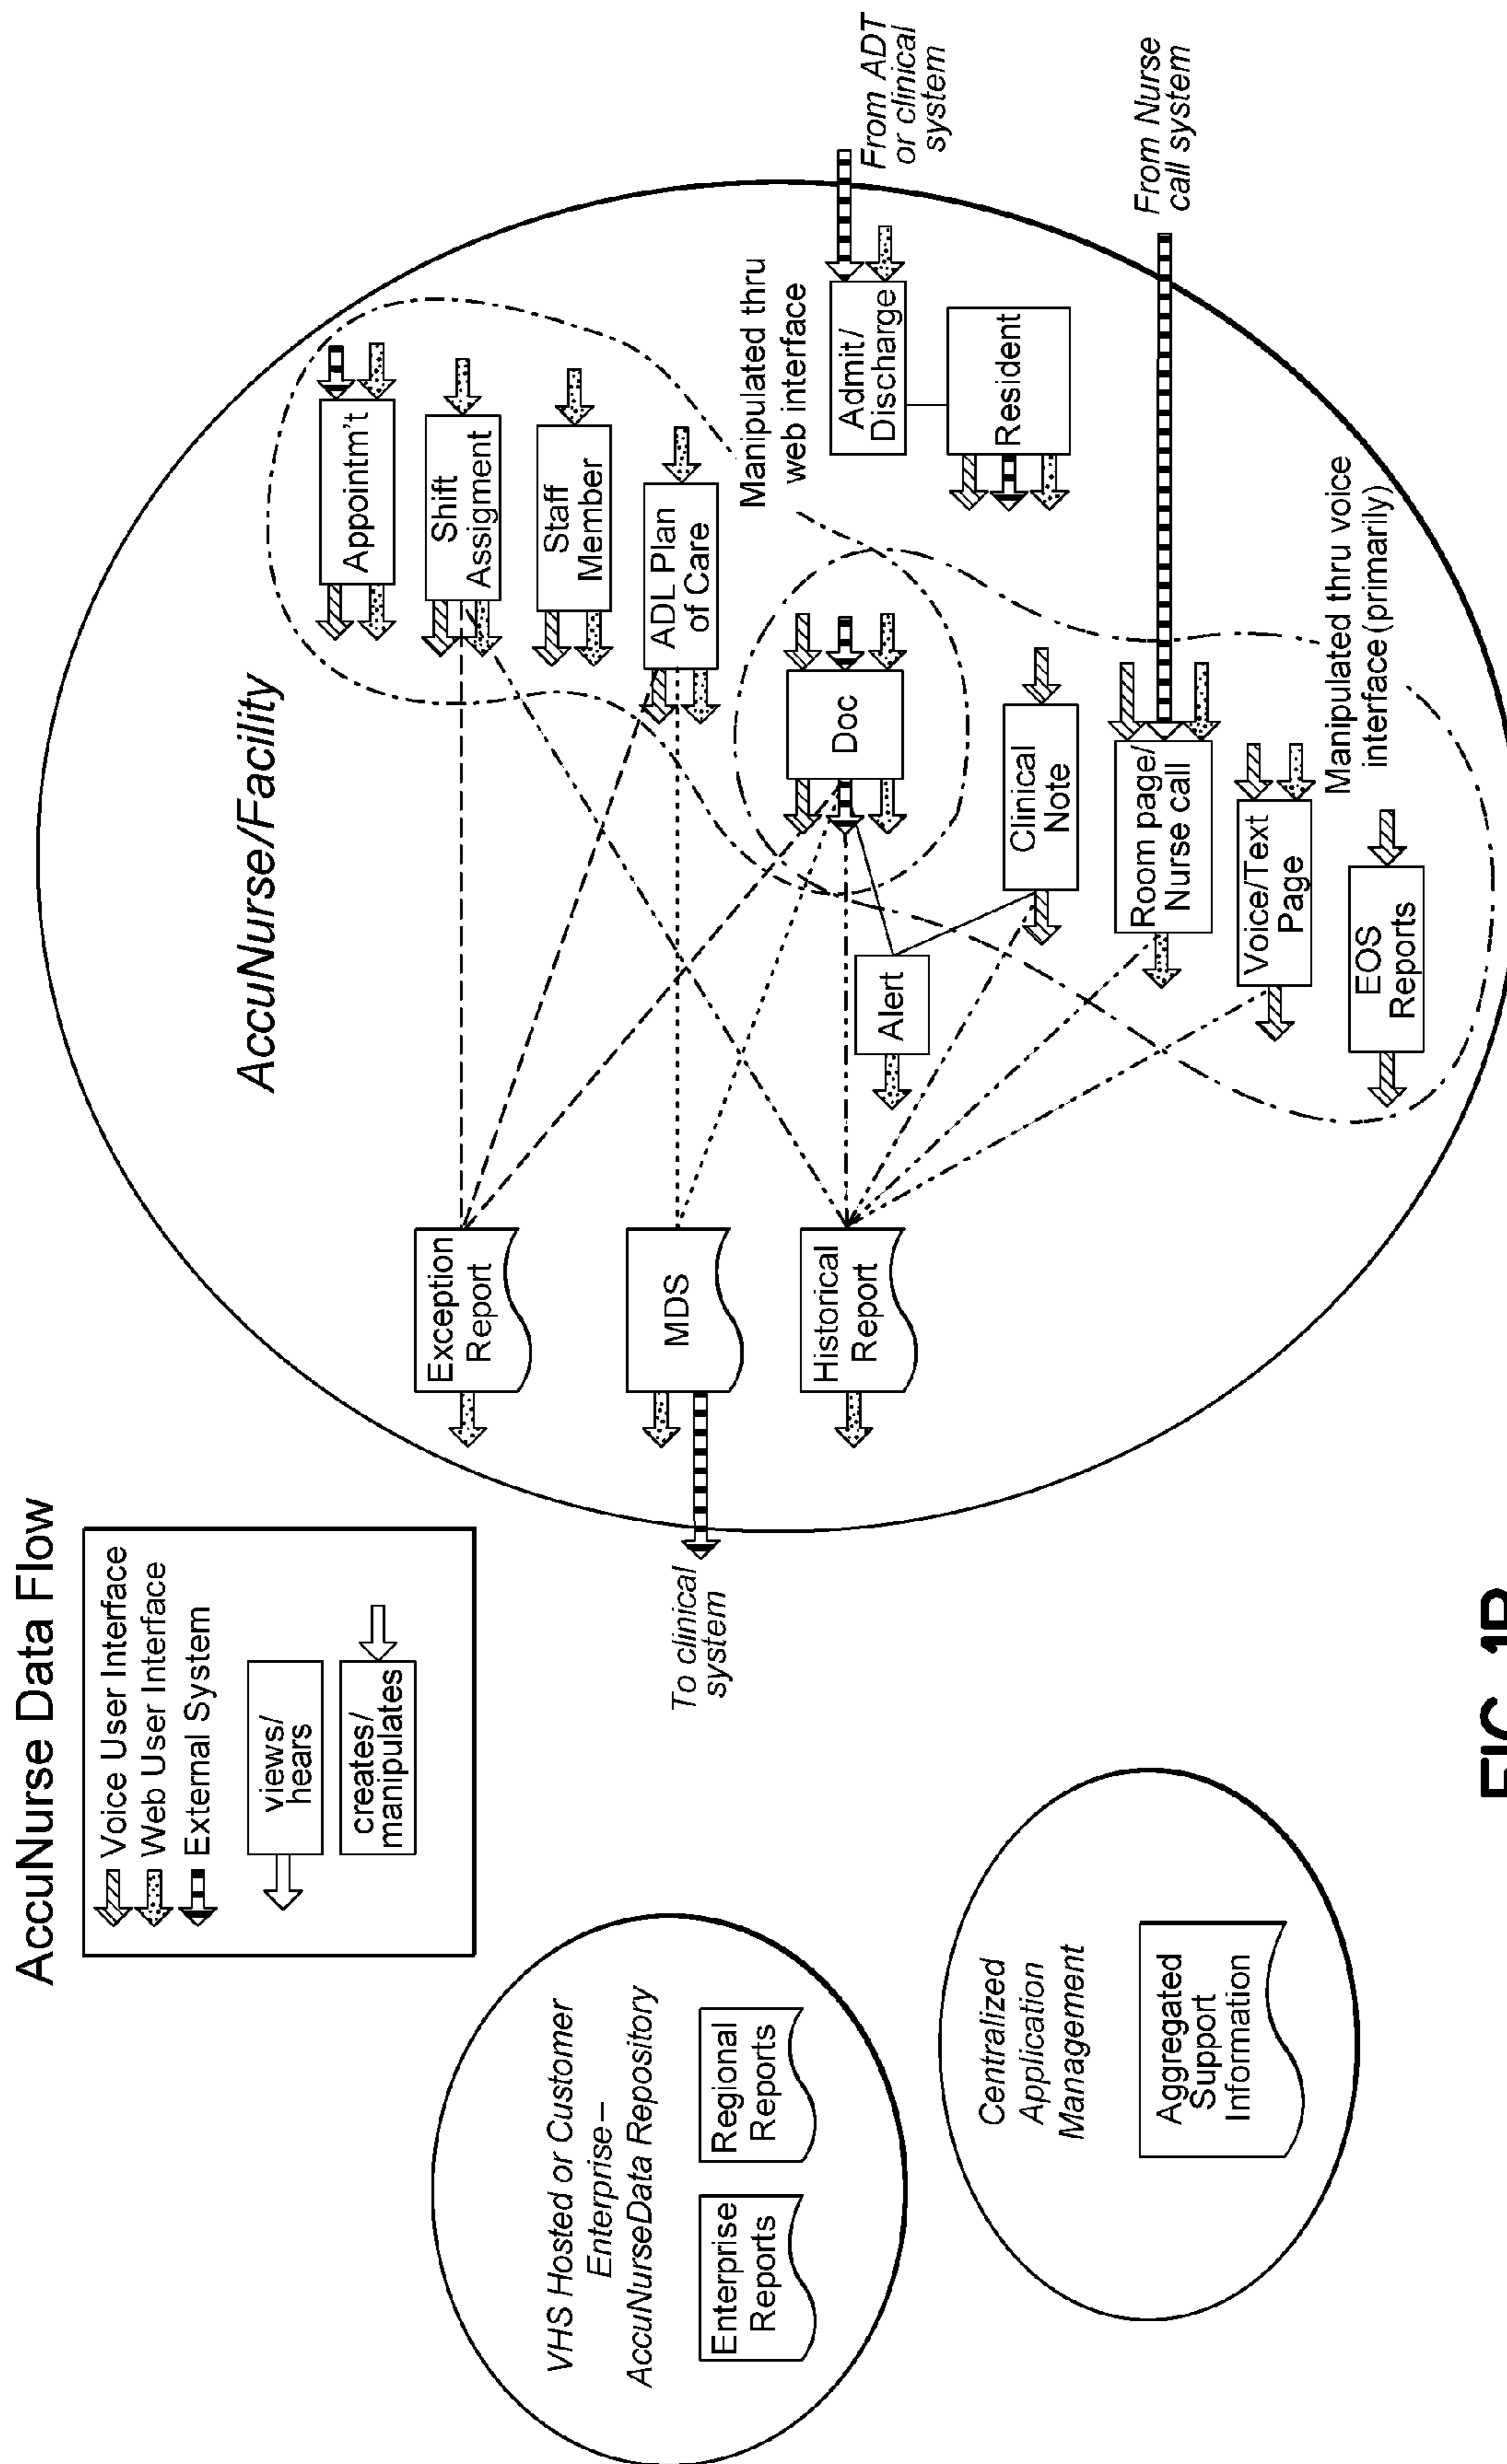 AccuNurse Data Flow
Voice User Interface
Web User Interface
External System
views/
hears
creates/
manipulates
VHS Hosted or Customer
Enterprise–
AccuNurseData Repository
Enterprise
Reports
Regional
Reports
Centralized
Application
Management
Aggregated
Support
Information
AccuNurse/Facility
To clinical
system
Exception
Report
MDS
Historical
Report
Appointm't
Shift
Assigment
Staff
Member
ADL Plan
of Care
Manipulated thru
web interface
Doc
Alert
Clinical
Note
Room page/
Nurse call
Voice/Text
Page
EOS
Reports
Manipulated thru voice
interface (primarily)
Admit/
Discharge
Resident
From ADT
or clinical
system
From Nurse
call system